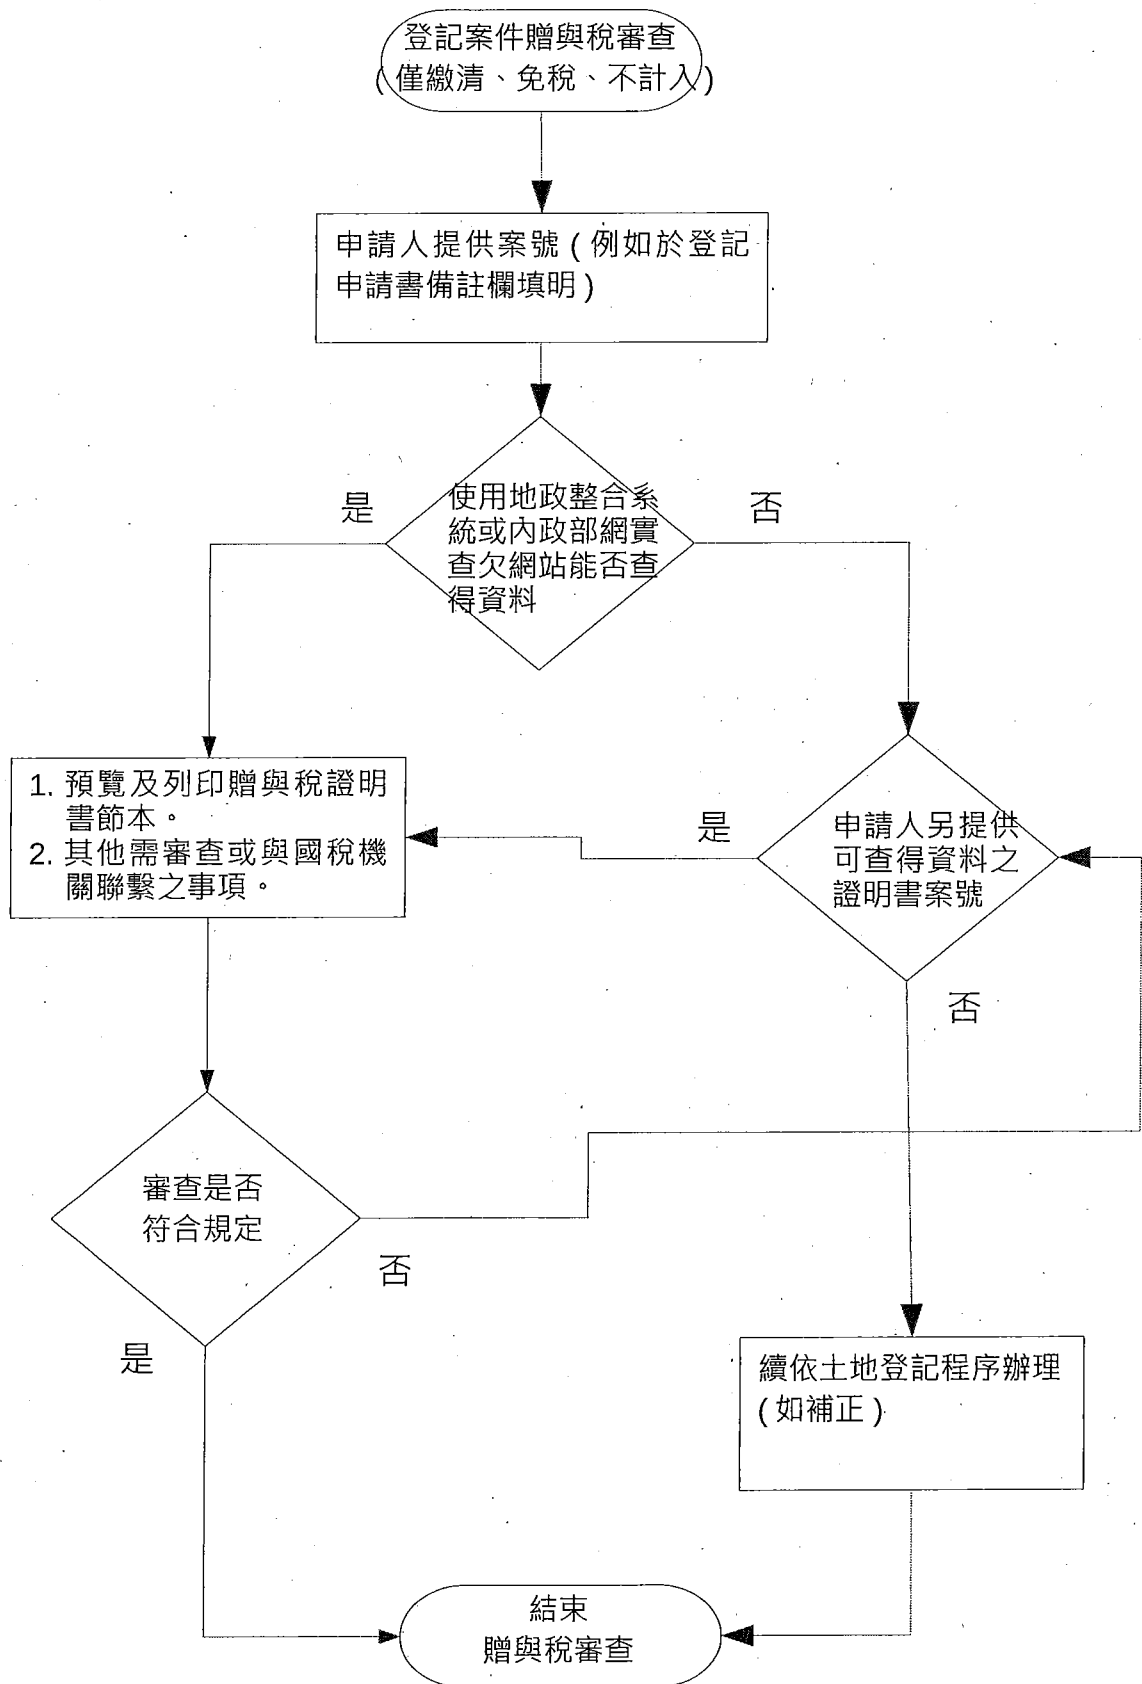 登記案件贈與稅審查
(僅繳清、免稅、不計入)
申請人提供案號(例如於登記
申請書備註欄填明)
是
使用地政整合系
統或內政部網實
查欠網站能否查
得資料
否
1. 預覽及列印贈與稅證明
書節本。
2. 其他需審查或與國稅機
關聯繫之事項。
是
申請人另提供
可查得資料之
證明書案號
否
審查是否
符合規定
否
是
續依土地登記程序辦理
(如補正)
結束
贈與稅審查